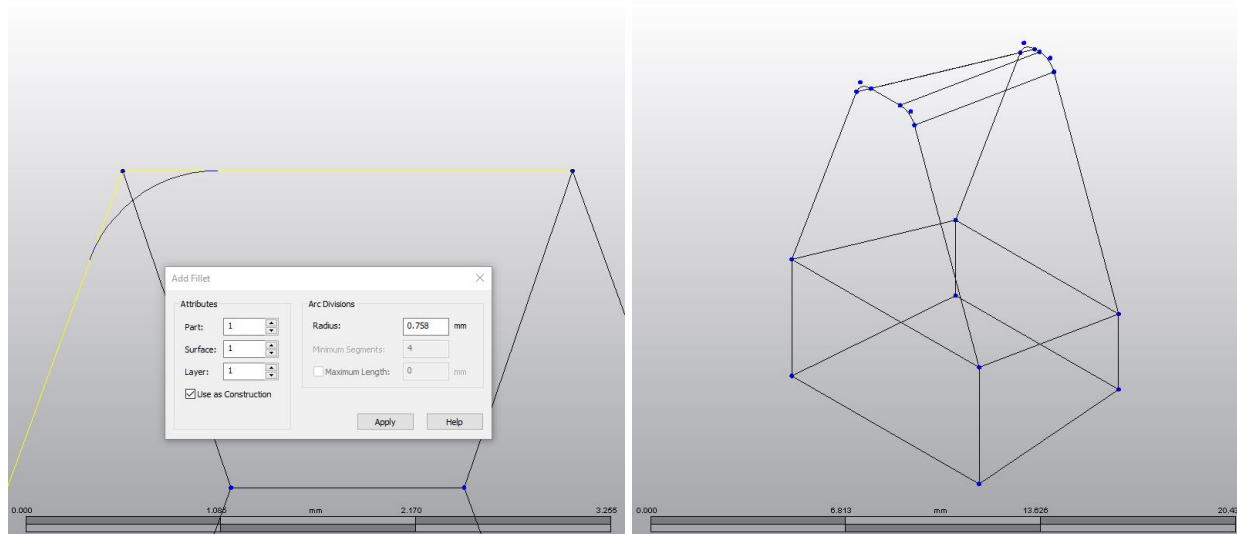 Add Fillet
Attributes
Part: 1
Surface: 1
Layer: 1
Use as Construction
Arc Divisions
Radius: 0.758 mm
Minimum Segments: 4
Maximum Length: 0 mm
Apply Help
0.000 1.085 mm 2.170 3.255
0.000 6.813 mm 13.626 20.43